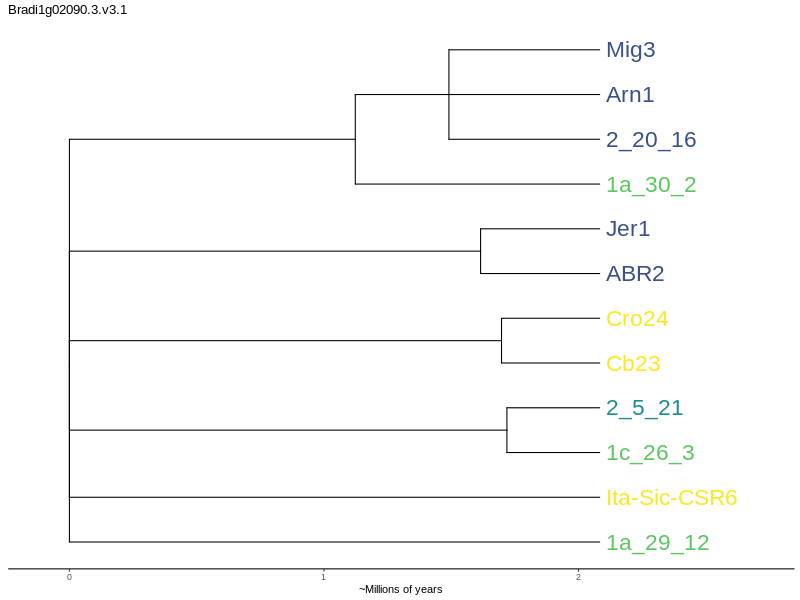 Bradi1g02090.3.v3.1
Mig3
Arn1
2_20_16
1a_30_2
Jer1
ABR2
Cro24
Cb23
2_5_21
1c_26_3
Ita-Sic-CSR6
1a_29_12
0 1 2
~Millions of years